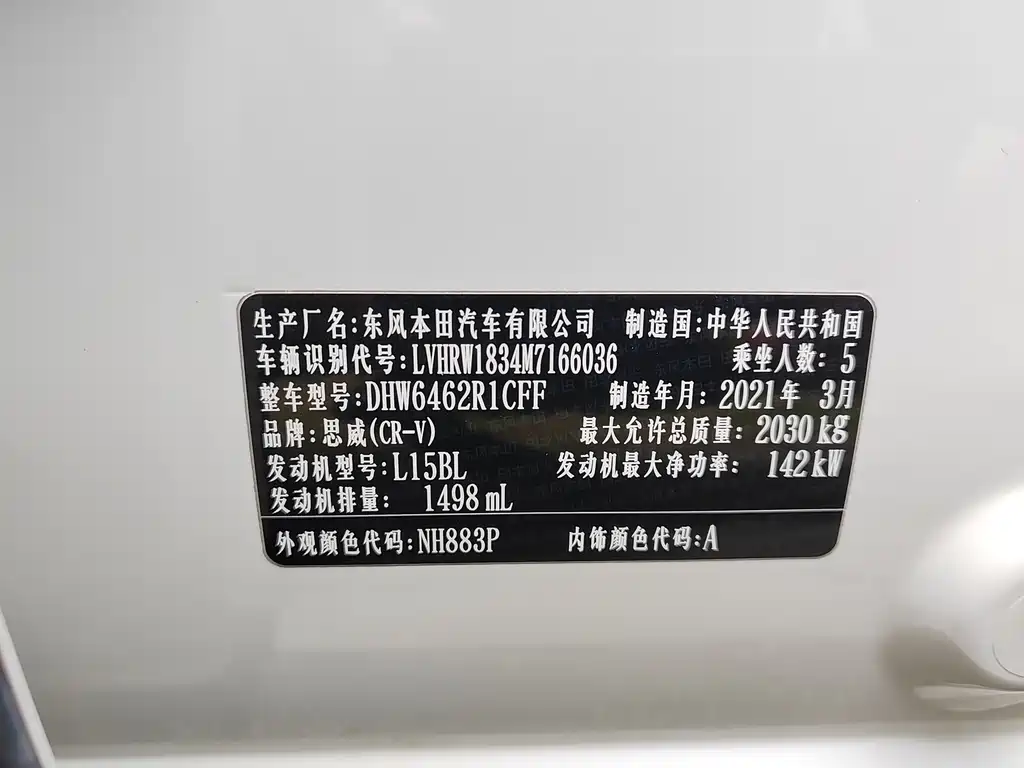 生产厂名:东风本田汽车有限公司 制造国:中华人民共和国
车辆识别代号:LVHRW1834M7166036 乘坐人数:5
整车型号:DHW6462R1CFF 制造年月:2021年 3月
品牌:思威(CR-V) 最大允许总质量:2030kg
发动机型号:L15BL 发动机最大净功率: 142kW
发动机排量: 1498mL
外观颜色代码:NH883P 内饰颜色代码:A